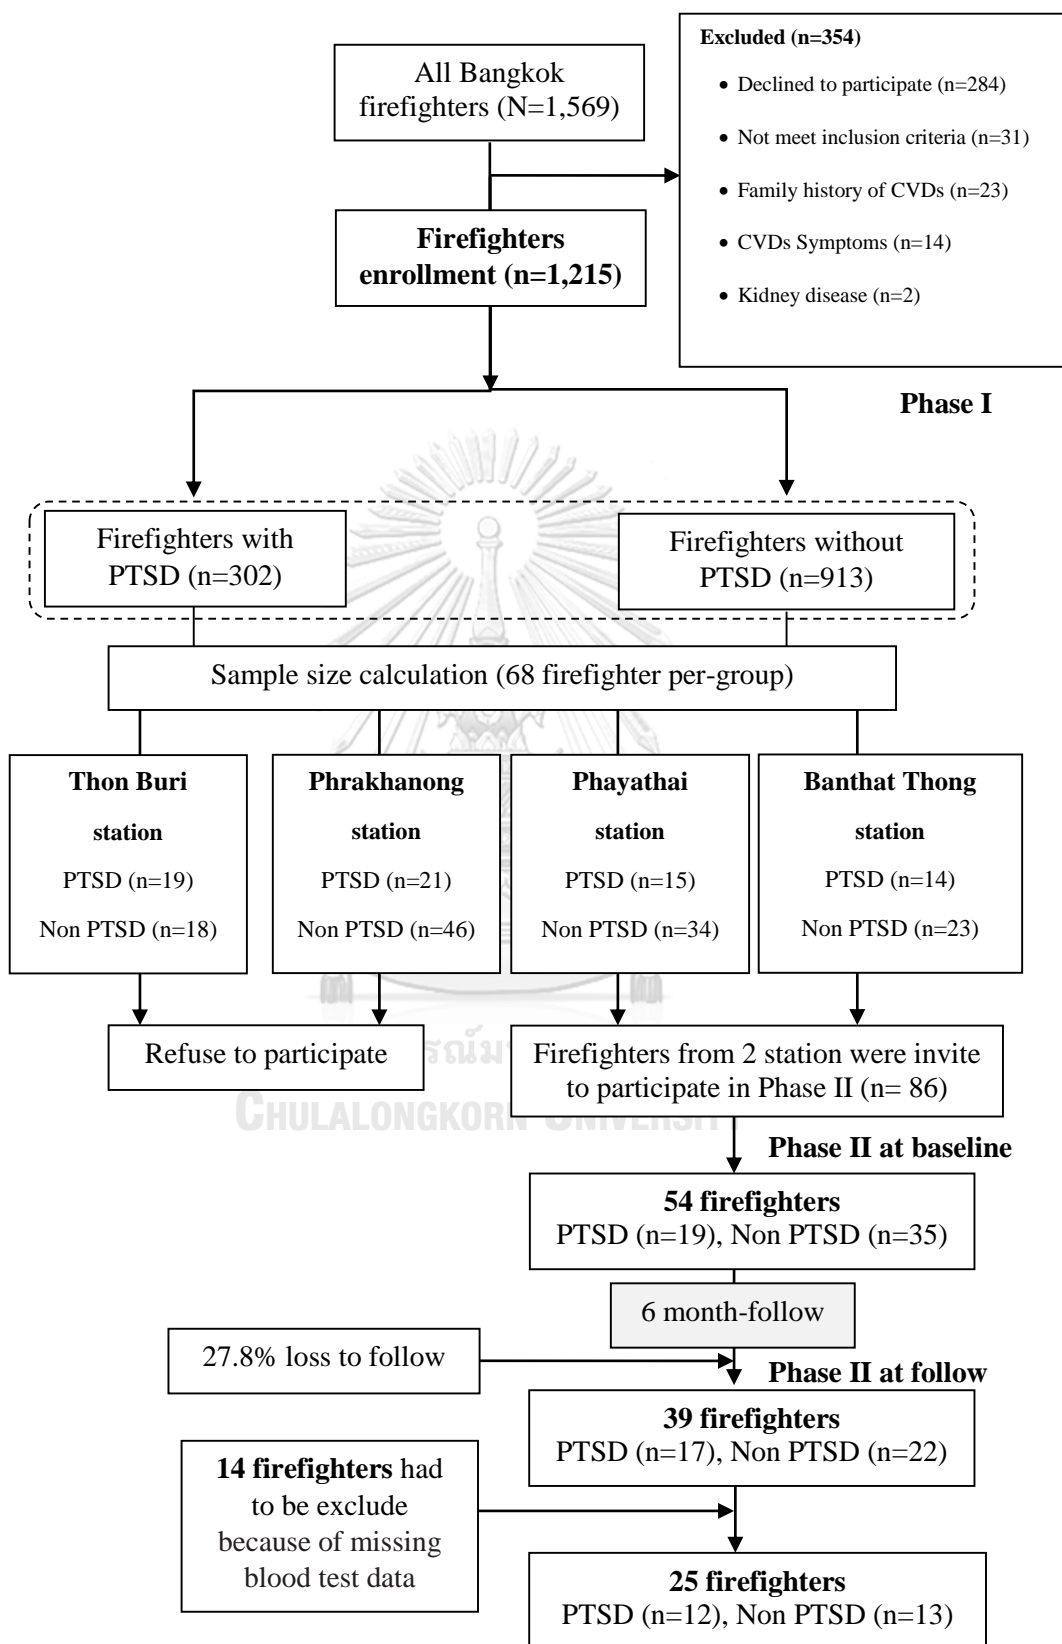 All Bangkok
firefighters (N=1,569)
Excluded (n=354)
• Declined to participate (n=284)
• Not meet inclusion criteria (n=31)
• Family history of CVDs (n=23)
• CVDs Symptoms (n=14)
• Kidney disease (n=2)
Firefighters
enrollment (n=1,215)
Phase I
Firefighters with
PTSD (n=302)
Firefighters without
PTSD (n=913)
Sample size calculation (68 firefighter per-group)
Thon Buri
station
PTSD (n=19)
Non PTSD (n=18)
Phrakhanong
station
PTSD (n=21)
Non PTSD (n=46)
Phayathai
station
PTSD (n=15)
Non PTSD (n=34)
Banthat Thong
station
PTSD (n=14)
Non PTSD (n=23)
Refuse to participate
Firefighters from 2 station were invite
to participate in Phase II (n= 86)
CHULALONGKORN UNIVERSITY
Phase II at baseline
54 firefighters
PTSD (n=19), Non PTSD (n=35)
6 month-follow
27.8% loss to follow
Phase II at follow
39 firefighters
PTSD (n=17), Non PTSD (n=22)
14 firefighters had
to be exclude
because of missing
blood test data
25 firefighters
PTSD (n=12), Non PTSD (n=13)